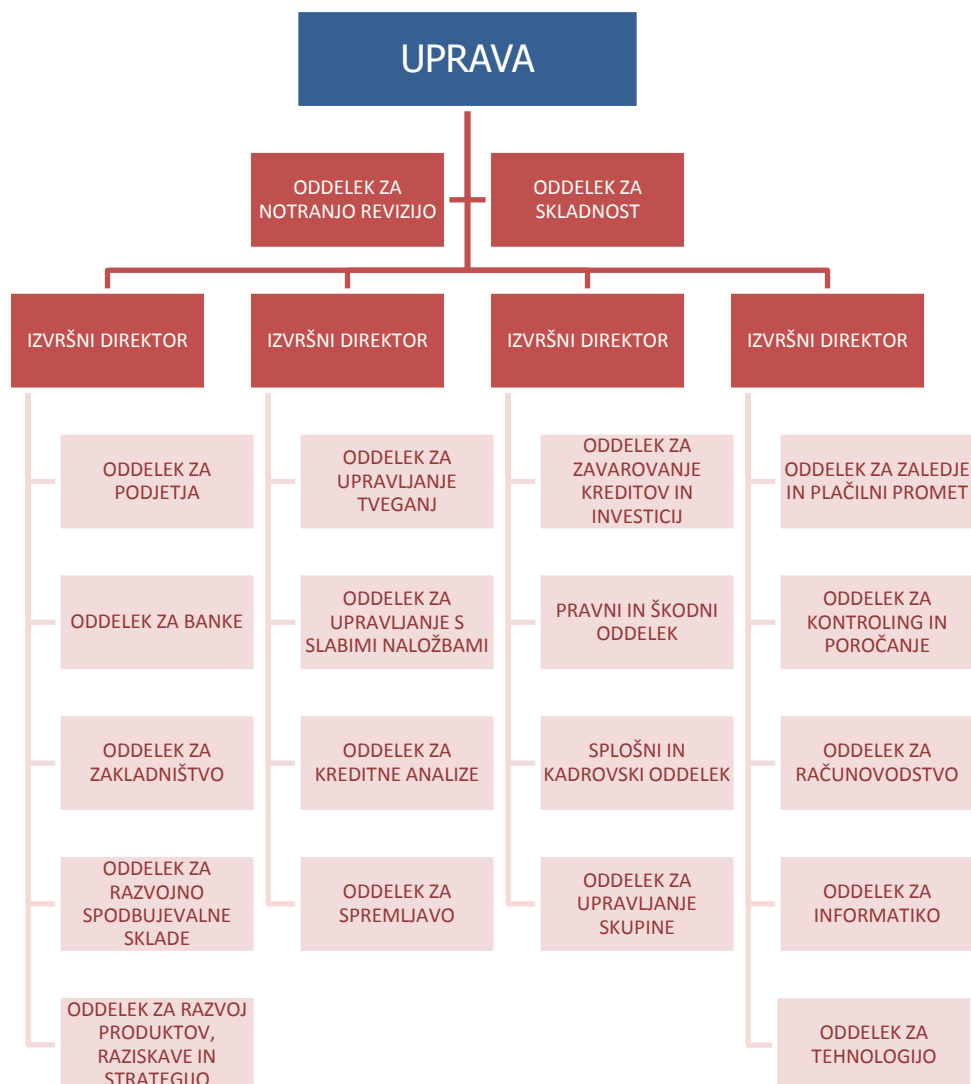 UPRAVA
ODDELEK ZA
NOTRANJO REVIZIJO
ODDELEK ZA
SKLADNOST
IZVRŠNI DIREKTOR
IZVRŠNI DIREKTOR
IZVRŠNI DIREKTOR
IZVRŠNI DIREKTOR
ODDELEK ZA
PODJETJA
ODDELEK ZA BANKE
ODDELEK ZA
ZAKLADNIŠTVO
ODDELEK ZA
RAZVOJNO
SPODBUJEVALNE
SKLADE
ODDELEK ZA RAZVOJ
PRODUKTOV,
RAZISKAVE IN
STRATEGIJO
ODDELEK ZA
UPRAVLJANJE
TVEGANJ
ODDELEK ZA
UPRAVLJANJE S
SLABIMI NALOŽBAMI
ODDELEK ZA
KREDITNE ANALIZE
ODDELEK ZA
SPREMLJAVO
ODDELEK ZA
ZAVAROVANJE
KREDITOV IN
INVESTICIJ
PRAVNI IN ŠKODNI
ODDELEK
SPLOŠNI IN
KADROVSKI ODDELEK
ODDELEK ZA
UPRAVLJANJE
SKUPINE
ODDELEK ZA ZALEDJE
IN PLAČILNI PROMET
ODDELEK ZA
KONTROLING IN
POROČANJE
ODDELEK ZA
RAČUNOVODSTVO
ODDELEK ZA
INFORMATIKO
ODDELEK ZA
TEHNOLOGIJO